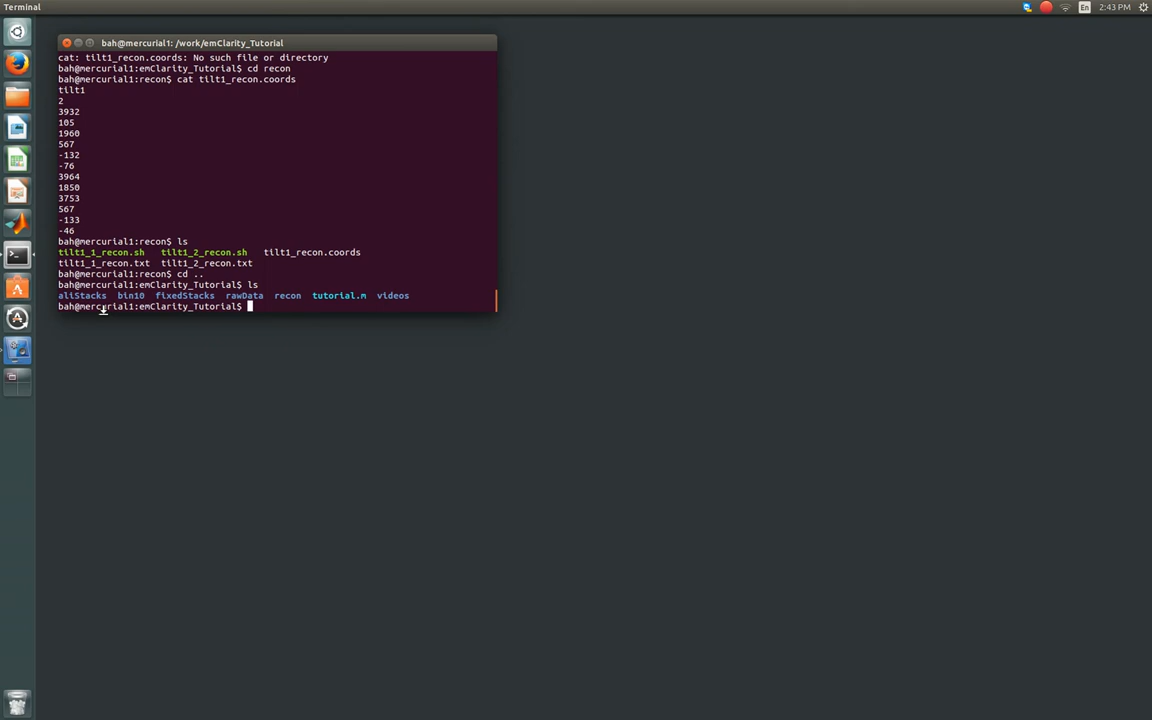 Terminal
En
2:43 PM
bah@mercurial1: /work/emClarity_Tutorial
cat: tilt1_recon.coords: No such file or directory
bah@mercurial1:emClarity_Tutorial$ cd recon
bah@mercurial1:recon$ cat tilt1_recon.coords
tilt1
2
3932
105
1960
567
-132
-76
3964
1850
3753
567
-133
-46
bah@mercurial1:recon$ ls
tilt1_1_recon.sh tilt1_2_recon.sh tilt1_recon.coords
tilt1_1_recon.txt tilt1_2_recon.txt
bah@mercurial1:recon$ cd ..
bah@mercurial1:emClarity_Tutorial$ ls
aliStacks bin10 fixedStacks rawData recon tutorial.m videos
bah@mercurial1:emClarity_Tutorial$